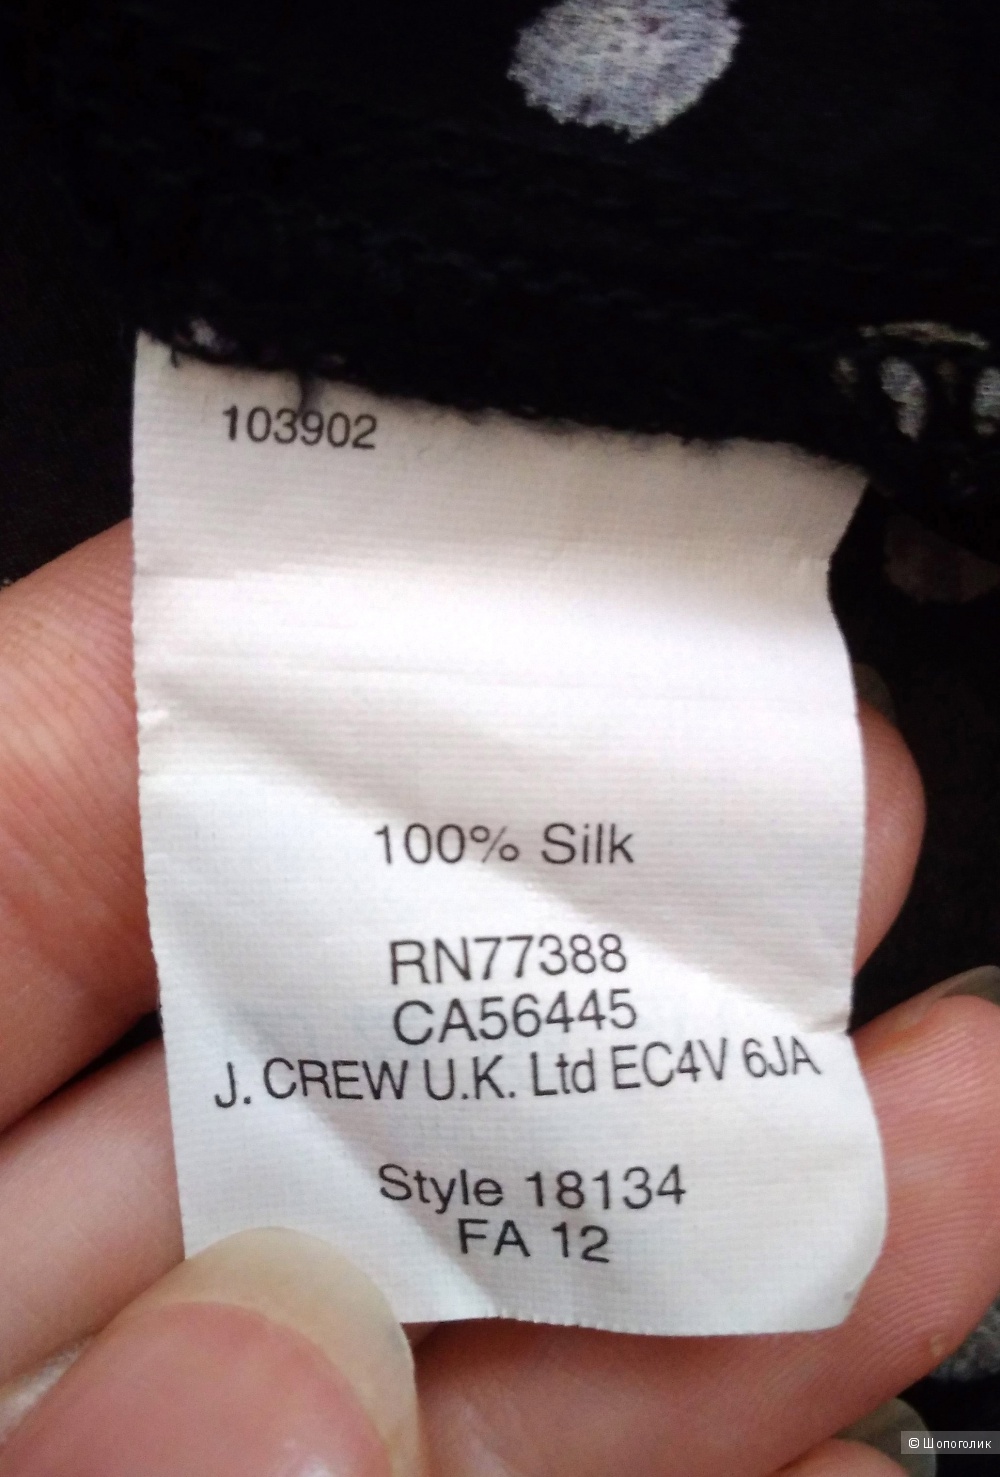 103902
100% Silk
RN77388
CA56445
J. CREW U.K. Ltd EC4V 6JA
Style 18134
FA 12
© Шопоголик